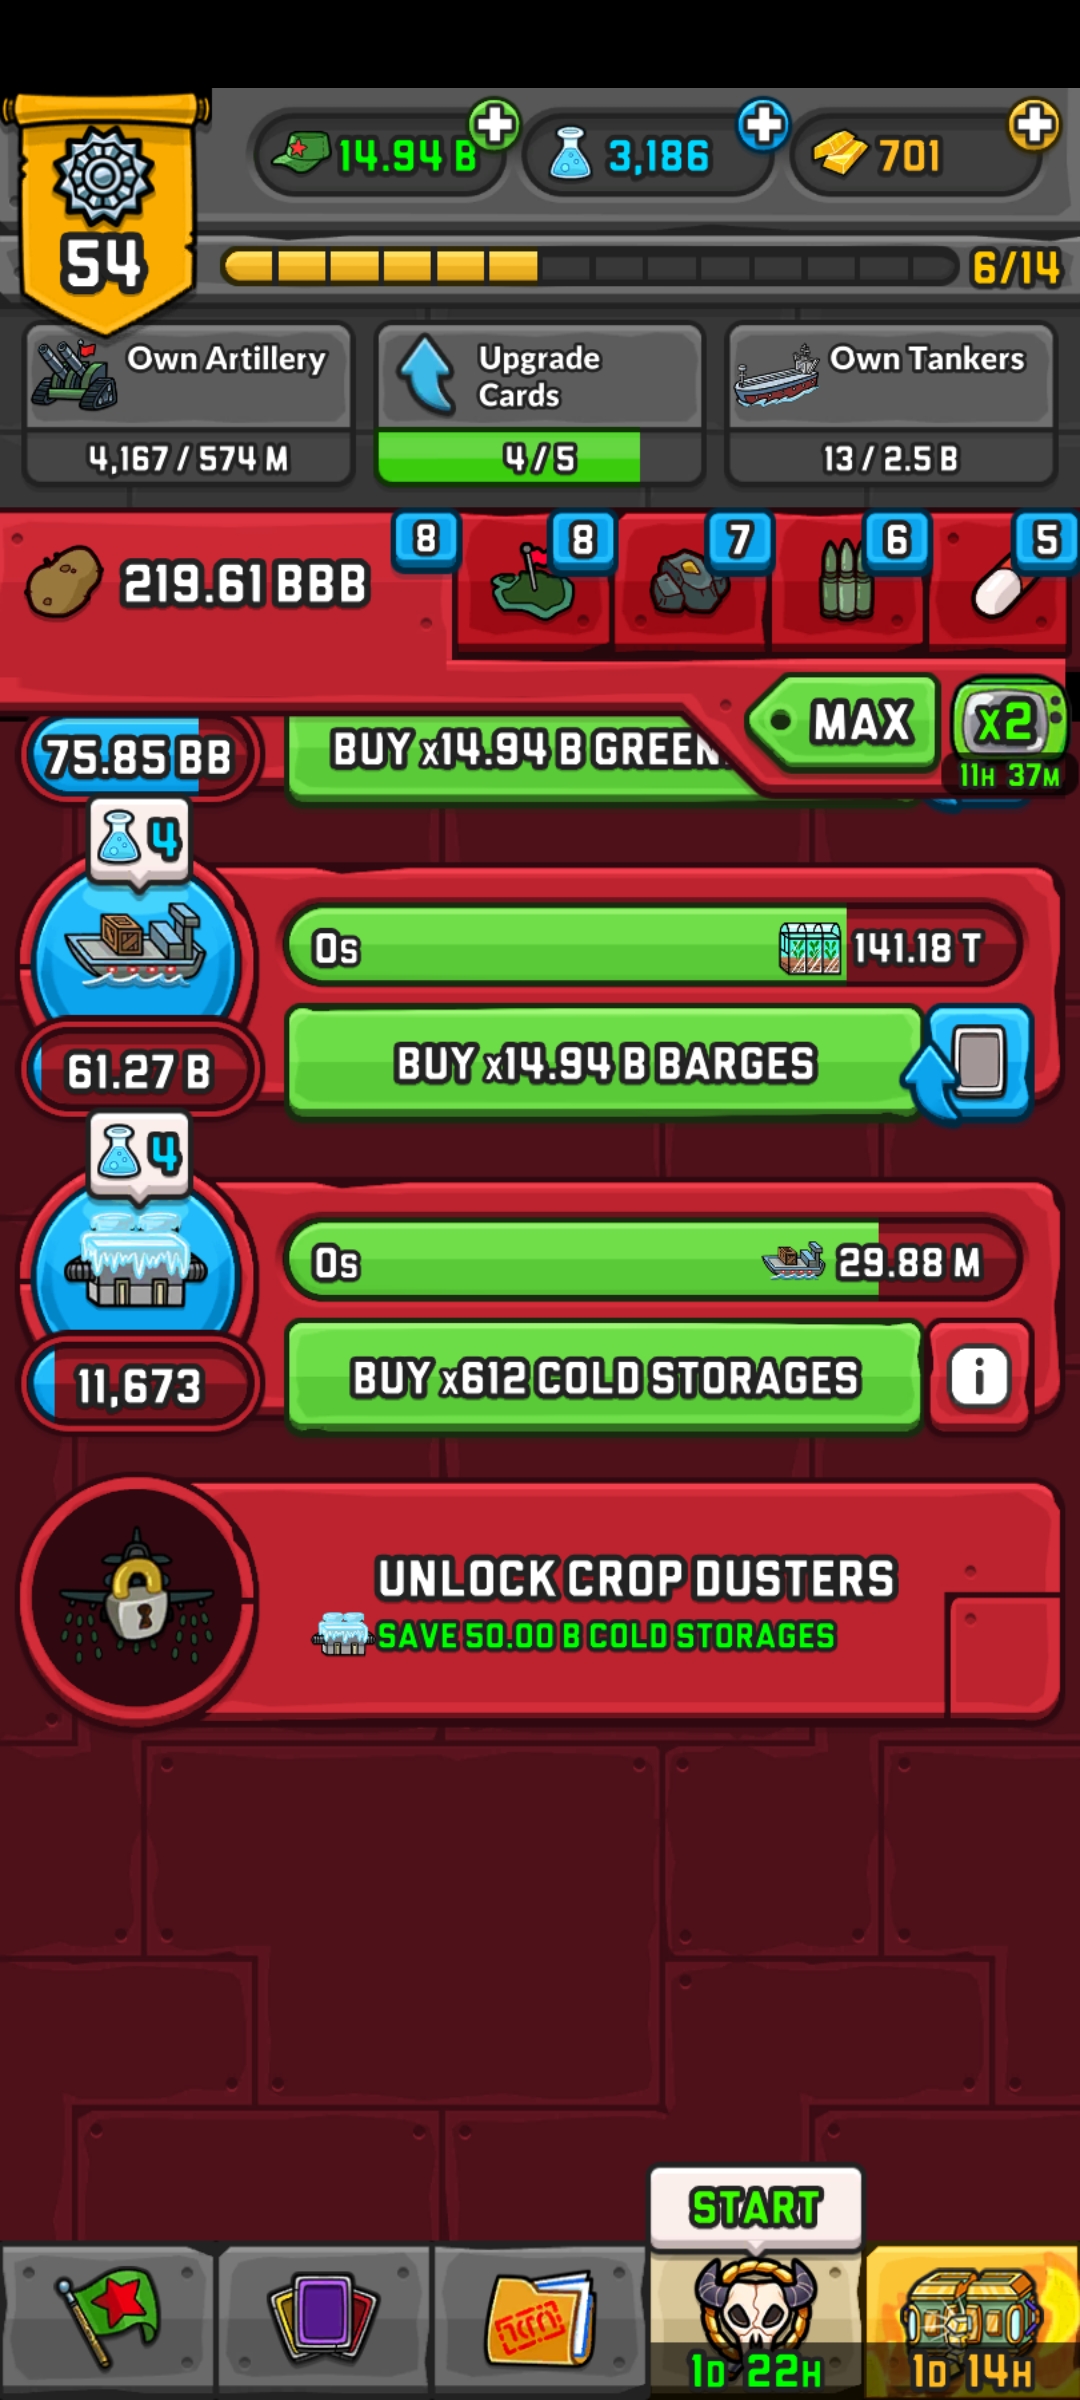 14.94 B
3,186
701
54
6/14
Own Artillery
4,167 / 574 M
Upgrade
Cards
4 / 5
Own Tankers
13 / 2.5 B
219.61 BBB
8
8
7
6
5
MAX
x2
11H 37M
75.85 BB
BUY x14.94 B GREEN
4
0s
141.18 T
61.27 B
BUY x14.94 B BARGES
4
0s
29.88 M
11,673
BUY x612 COLD STORAGES
i
UNLOCK CROP DUSTERS
SAVE 50.00 B COLD STORAGES
START
1D 22H
1D 14H